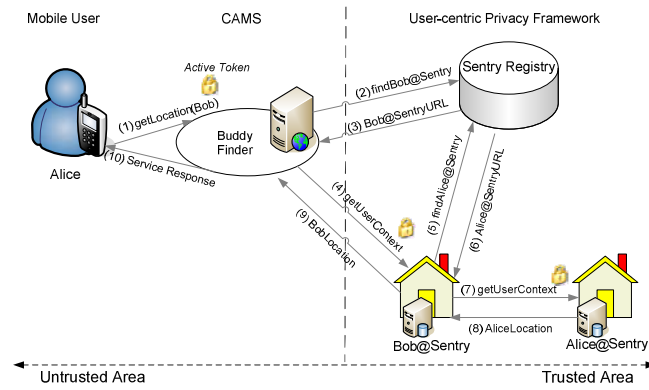 Mobile User
CAMS
User-centric Privacy Framework
Active Token
Sentry Registry
(1) getLocation(Bob)
(2) findBob@Sentry
(3) Bob@SentryURL
Buddy
Finder
Alice
(10) Service Response
(4) getUserContext
(5) findAlice@Sentry
(6) Alice@SentryURL
(9) BobLocation
(7) getUserContext
(8) AliceLocation
Bob@Sentry
Alice@Sentry
Untrusted Area
Trusted Area